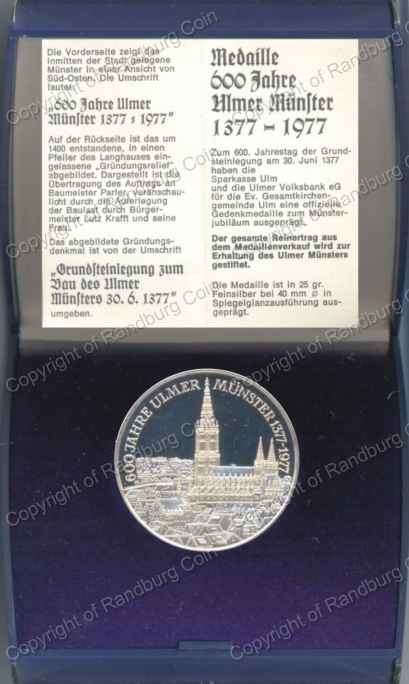 Die Vorderseite zeigt das
inmitten der Stadt gelegene
Münster in einer Ansicht von
Süd-Osten. Die Umschrift
lautet
„600 Jahre Ulmer
Münster 1377 : 1977"
Auf der Rückseite ist das um
1400 entstandene, in einen
Pfeiler des Langhauses ein-
gelassene „Gründungsrelief"
abgebildet. Dargestellt ist die
Übertragung des Auftrags an
Baumeister Parler, veranschau-
licht durch die Auferlegung
der Baulast durch Bürger-
meister Lutz Krafft und seine
Frau.
Das abgebildete Gründungs-
denkmal ist von der Umschrift
„Grundsteinlegung zum
Bau des Ulmer
Münsters 30. 6. 1377"
umgeben.
Medaille
600 Jahre
Ulmer Münster
1377 - 1977
Zum 600. Jahrestag der Grund-
steinlegung am 30. Juni 1377
haben die
Sparkasse Ulm
und die Ulmer Volksbank eG
für die Ev. Gesamtkirchen-
gemeinde Ulm eine offizielle
Gedenkmedaille zum Münster-
jubiläum ausgeprägt.
Der gesamte Reinertrag aus
dem Medaillenverkauf wird zur
Erhaltung des Ulmer Münsters
gestiftet.
Die Medaille ist in 25 gr.
Feinsilber bei 40 mm ø in
Spiegelglanzausführung aus-
geprägt.
600 JAHRE ULMER MÜNSTER 1377-1977
Copyright of Randburg Coin